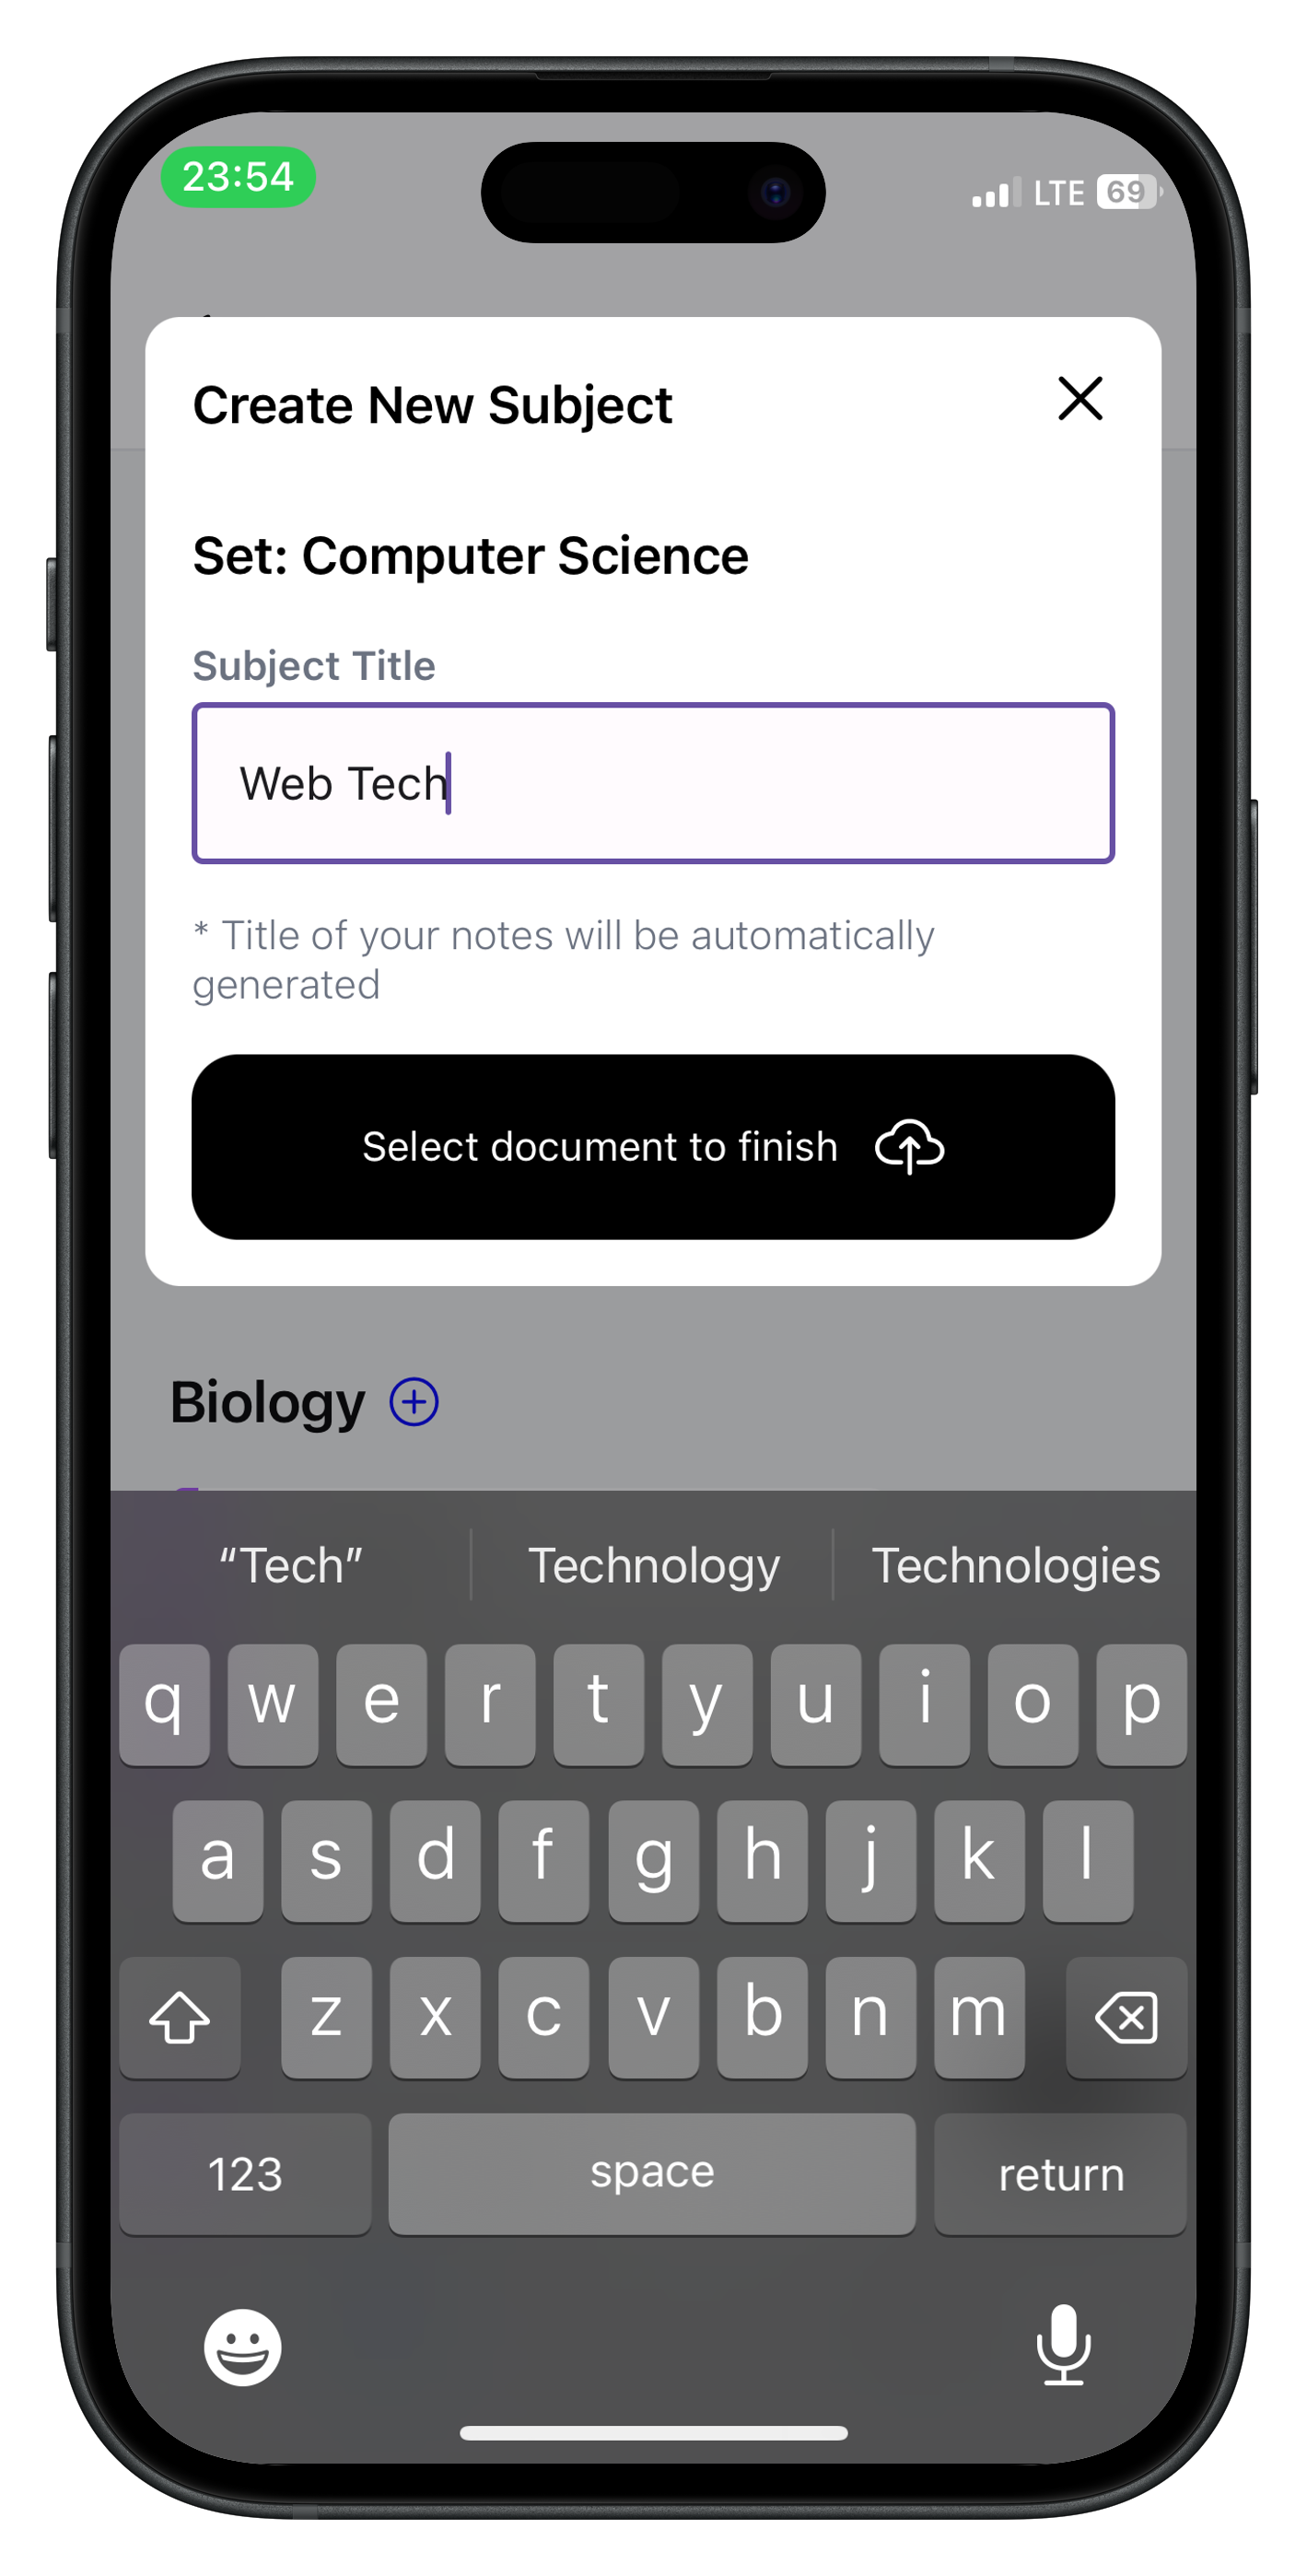 23:54
LTE 69
Create New Subject
Set: Computer Science
Subject Title
Web Tech
* Title of your notes will be automatically
generated
Select document to finish
Biology
“Tech” Technology Technologies
q w e r t y u i o p
a s d f g h j k l
z x c v b n m
123 space return